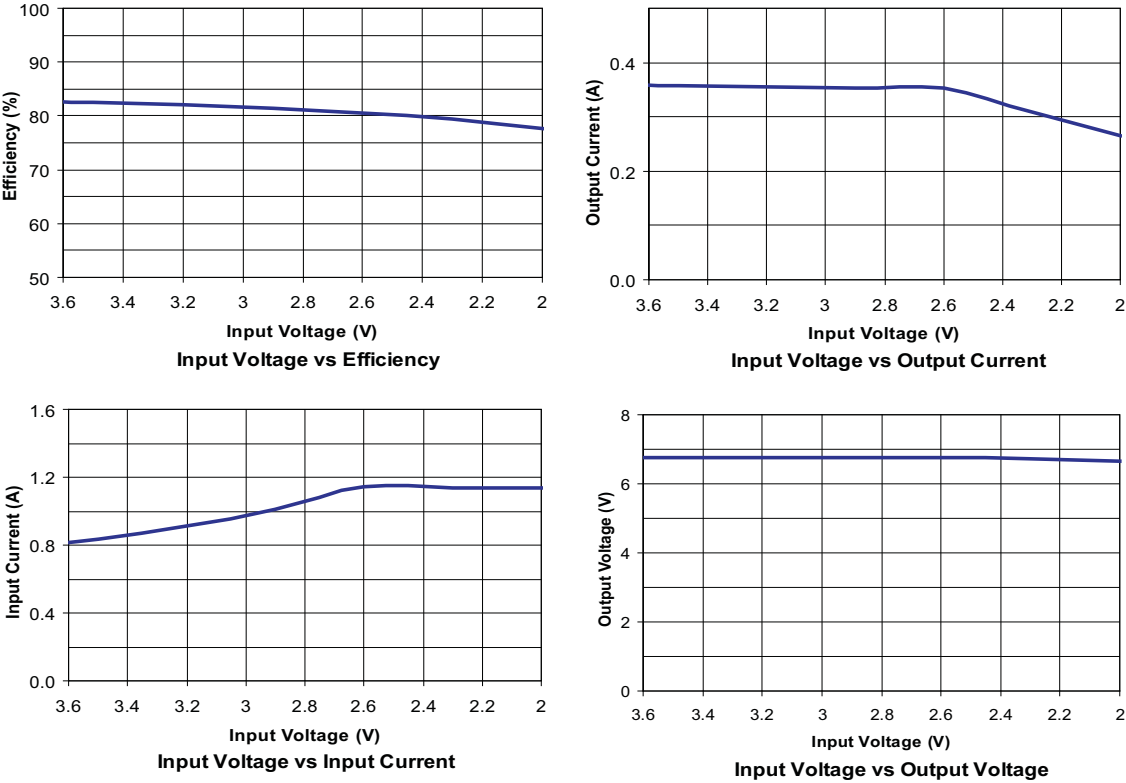 100
90
80
70
60
50
Efficiency (%)
3.6 3.4 3.2 3 2.8 2.6 2.4 2.2 2
Input Voltage (V)
Input Voltage vs Efficiency
0.4
0.2
0.0
Output Current (A)
3.6 3.4 3.2 3 2.8 2.6 2.4 2.2 2
Input Voltage (V)
Input Voltage vs Output Current
1.6
1.2
0.8
0.4
0.0
Input Current (A)
3.6 3.4 3.2 3 2.8 2.6 2.4 2.2 2
Input Voltage (V)
Input Voltage vs Input Current
8
6
4
2
0
Output Voltage (V)
3.6 3.4 3.2 3 2.8 2.6 2.4 2.2 2
Input Voltage (V)
Input Voltage vs Output Voltage